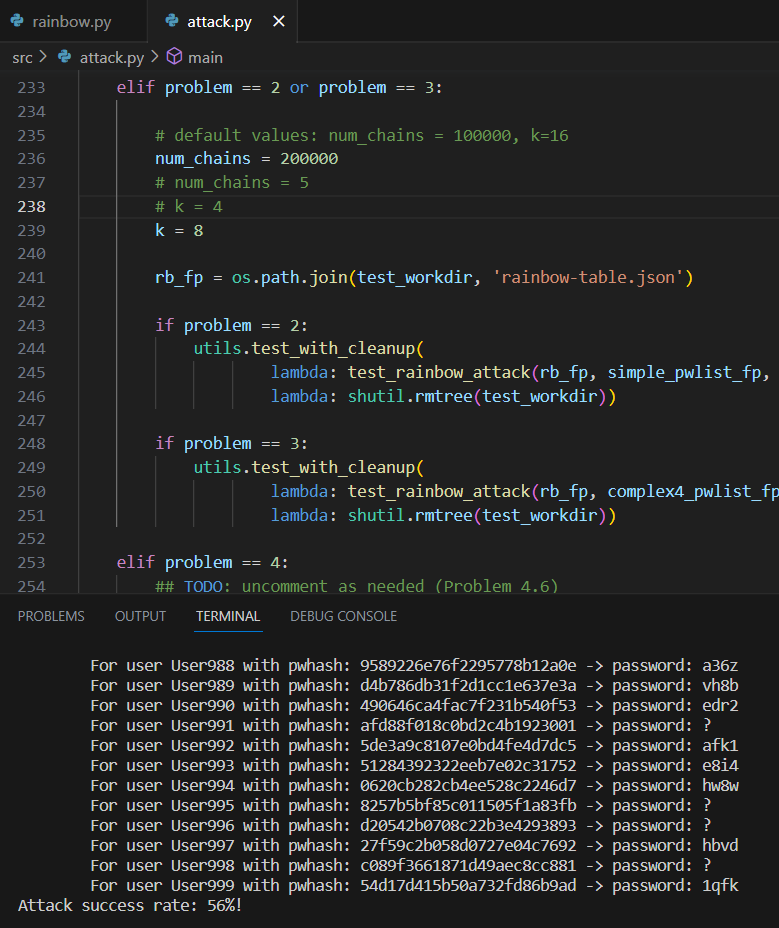 rainbow.py attack.py
src > attack.py > main
233 elif problem == 2 or problem == 3:
234
235 # default values: num_chains = 100000, k=16
236 num_chains = 200000
237 # num_chains = 5
238 # k = 4
239 k = 8
240
241 rb_fp = os.path.join(test_workdir, 'rainbow-table.json')
242
243 if problem == 2:
244 utils.test_with_cleanup(
245 lambda: test_rainbow_attack(rb_fp, simple_pwlist_fp,
246 lambda: shutil.rmtree(test_workdir))
247
248 if problem == 3:
249 utils.test_with_cleanup(
250 lambda: test_rainbow_attack(rb_fp, complex4_pwlist_fp
251 lambda: shutil.rmtree(test_workdir))
252
253 elif problem == 4:
254 ## TODO: uncomment as needed (Problem 4.6)
PROBLEMS OUTPUT TERMINAL DEBUG CONSOLE
For user User988 with pwhash: 9589226e76f2295778b12a0e -> password: a36z
For user User989 with pwhash: d4b786db31f2d1cc1e637e3a -> password: vh8b
For user User990 with pwhash: 490646ca4fac7f231b540f53 -> password: edr2
For user User991 with pwhash: afd88f018c0bd2c4b1923001 -> password: ?
For user User992 with pwhash: 5de3a9c8107e0bd4fe4d7dc5 -> password: afk1
For user User993 with pwhash: 51284392322eeb7e02c31752 -> password: e8i4
For user User994 with pwhash: 0620cb282cb4ee528c2246d7 -> password: hw8w
For user User995 with pwhash: 8257b5bf85c011505f1a83fb -> password: ?
For user User996 with pwhash: d20542b0708c22b3e4293893 -> password: ?
For user User997 with pwhash: 27f59c2b058d0727e04c7692 -> password: hbvd
For user User998 with pwhash: c089f3661871d49aec8cc881 -> password: ?
For user User999 with pwhash: 54d17d415b50a732fd86b9ad -> password: 1qfk
Attack success rate: 56%!